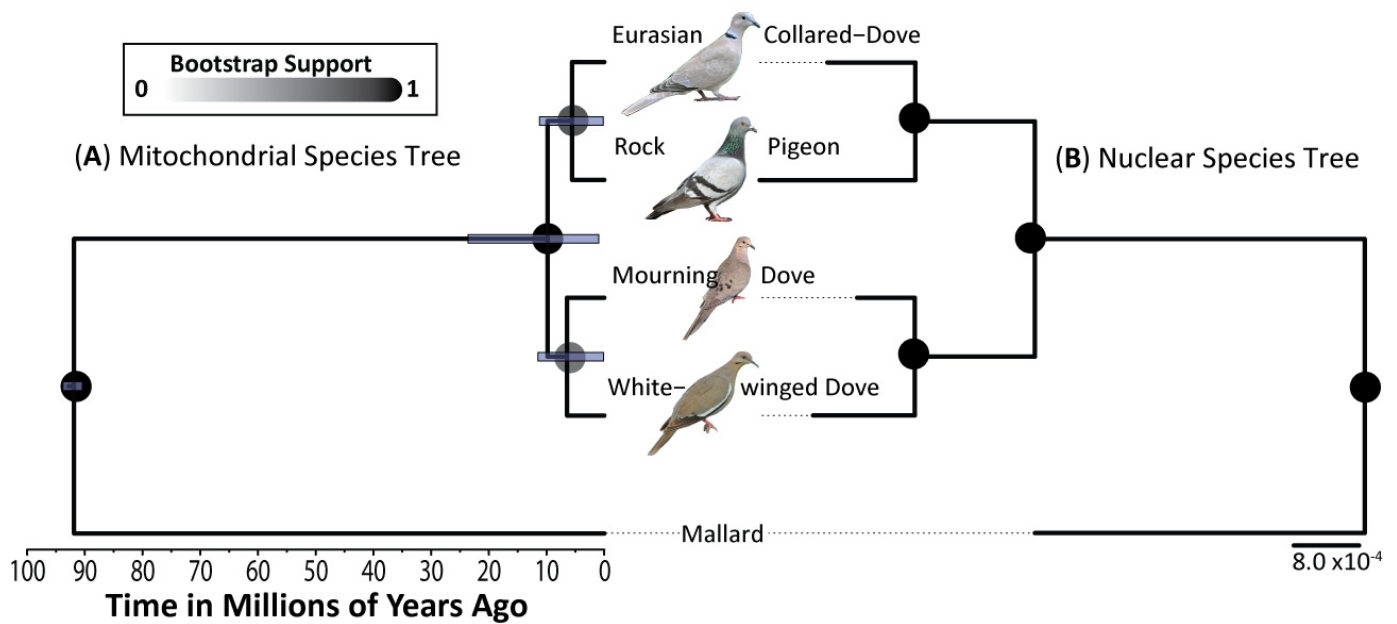 Eurasian Collared-Dove
Bootstrap Support
0 1
(A) Mitochondrial Species Tree
Rock Pigeon
(B) Nuclear Species Tree
Mourning Dove
White-winged Dove
Mallard
8.0 x10-4
100 90 80 70 60 50 40 30 20 10 0
Time in Millions of Years Ago